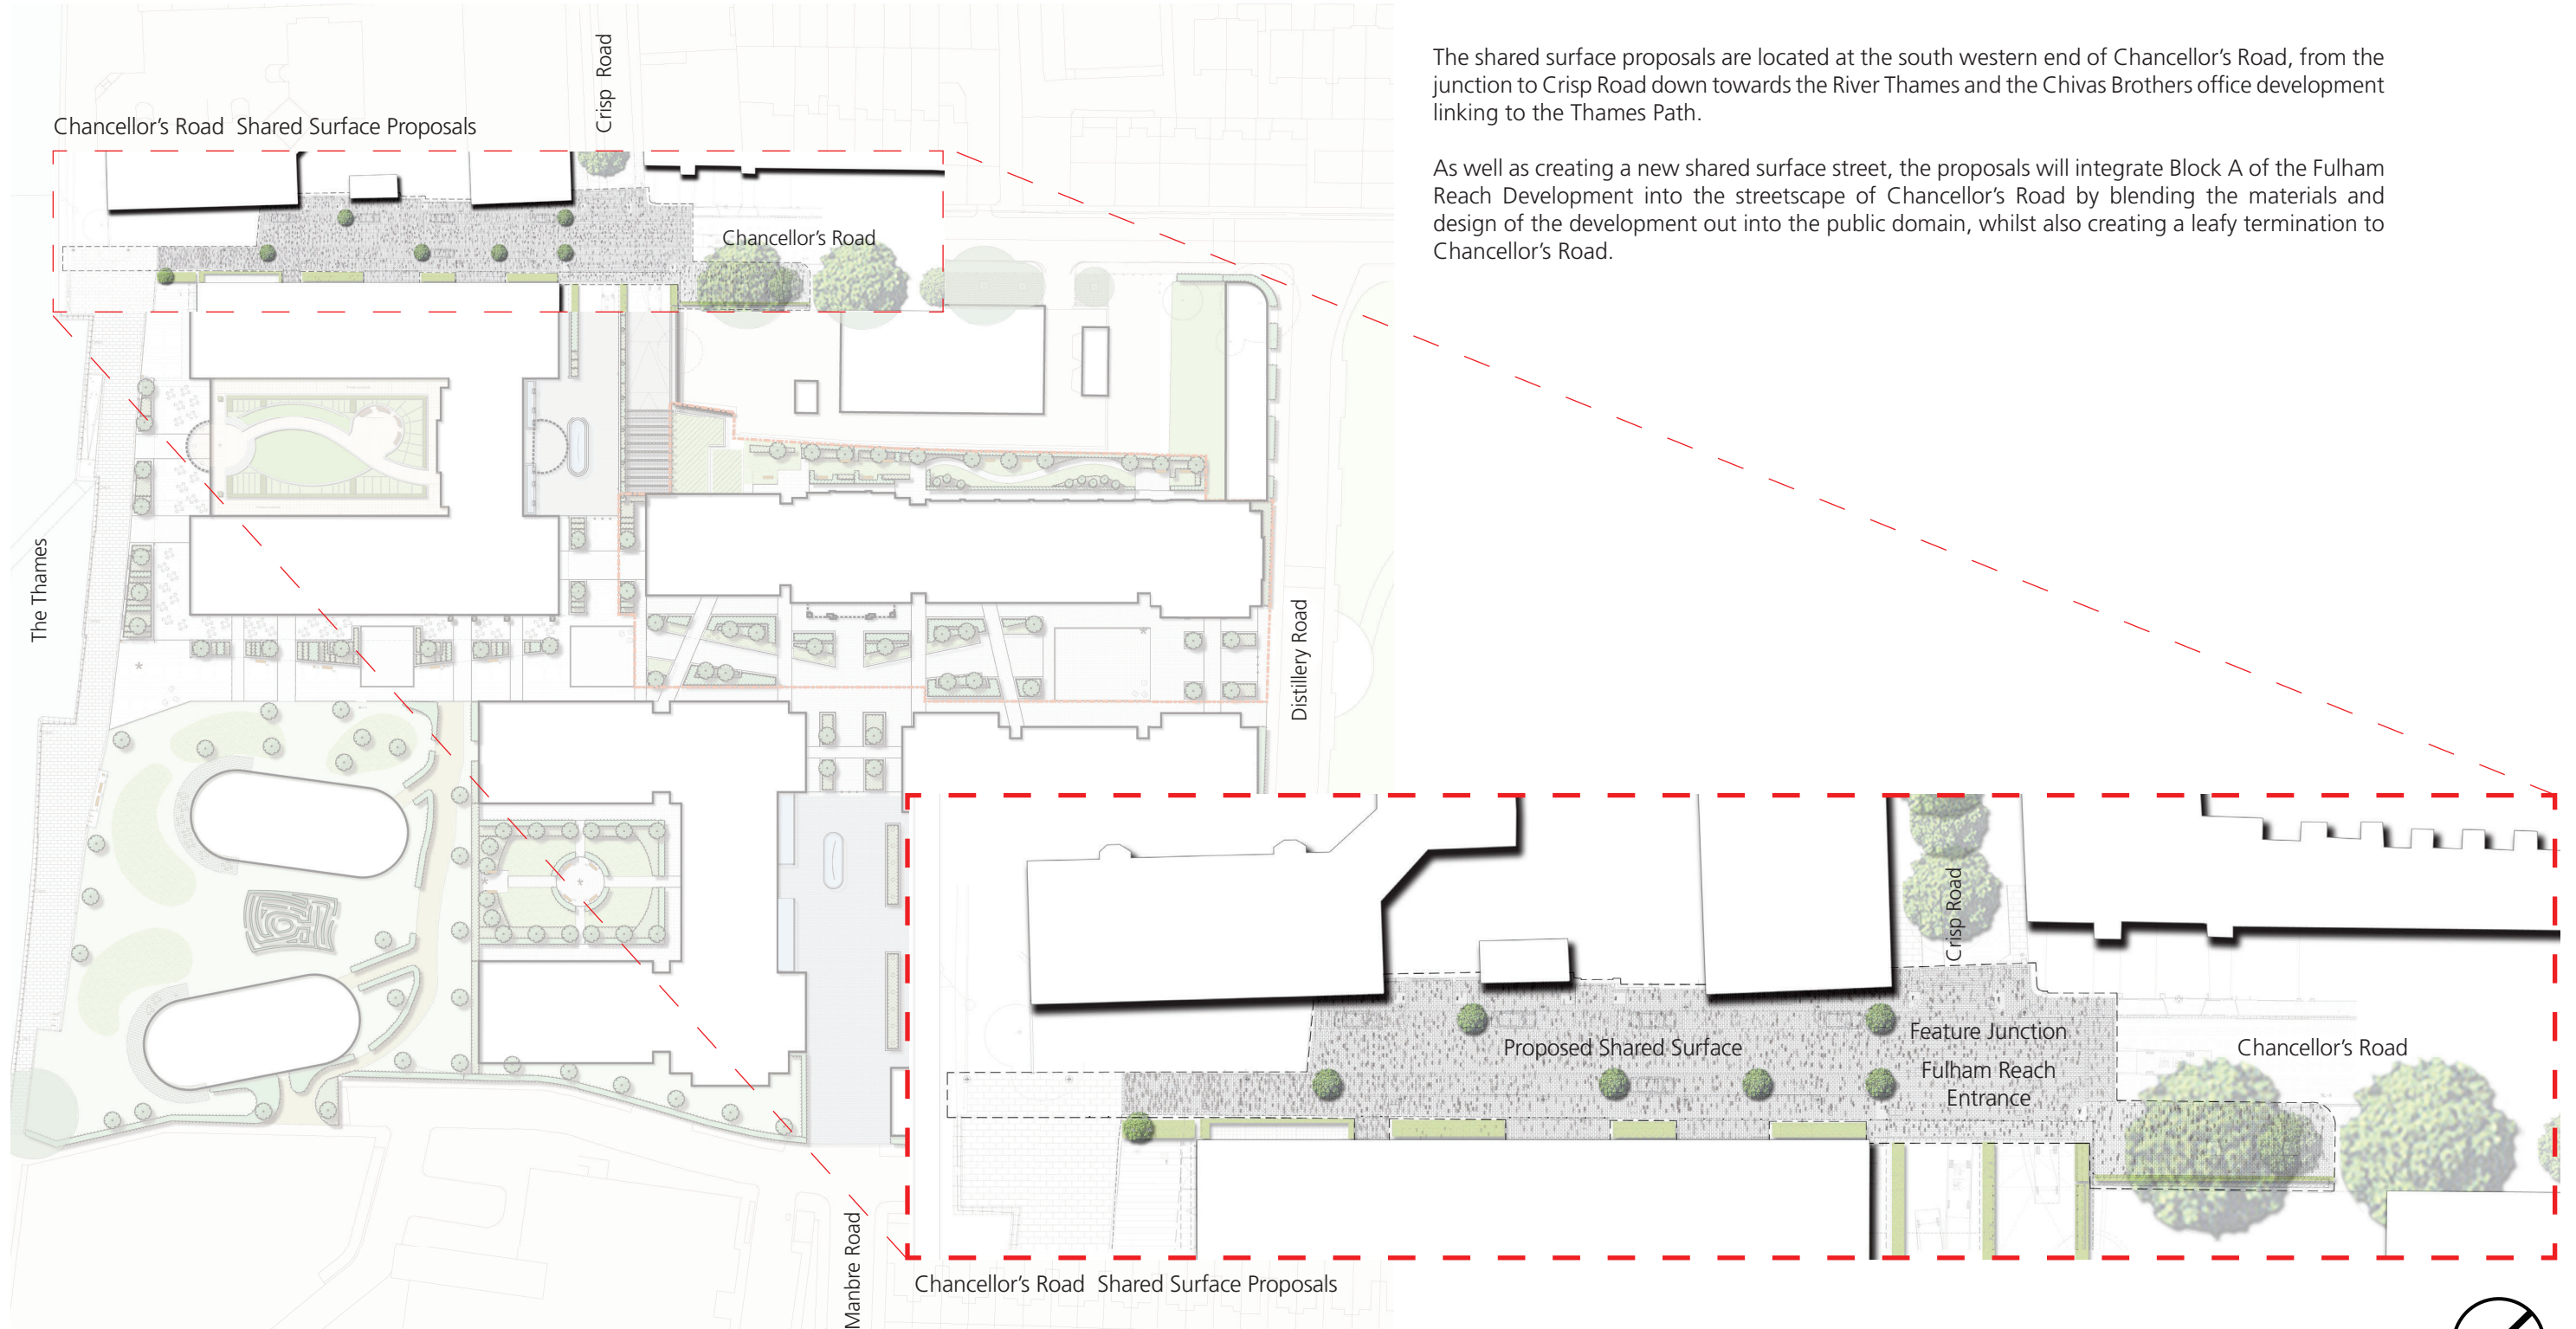 The shared surface proposals are located at the south western end of Chancellor's Road, from the
junction to Crisp Road down towards the River Thames and the Chivas Brothers office development
linking to the Thames Path.
As well as creating a new shared surface street, the proposals will integrate Block A of the Fulham
Reach Development into the streetscape of Chancellor's Road by blending the materials and
design of the development out into the public domain, whilst also creating a leafy termination to
Chancellor's Road.
Crisp Road
Chancellor's Road Shared Surface Proposals
Chancellor's Road
The Thames
Distillery Road
Manbre Road
Crisp Road
Feature Junction
Proposed Shared Surface
Chancellor's Road
Fulham Reach
Entrance
Chancellor's Road Shared Surface Proposals